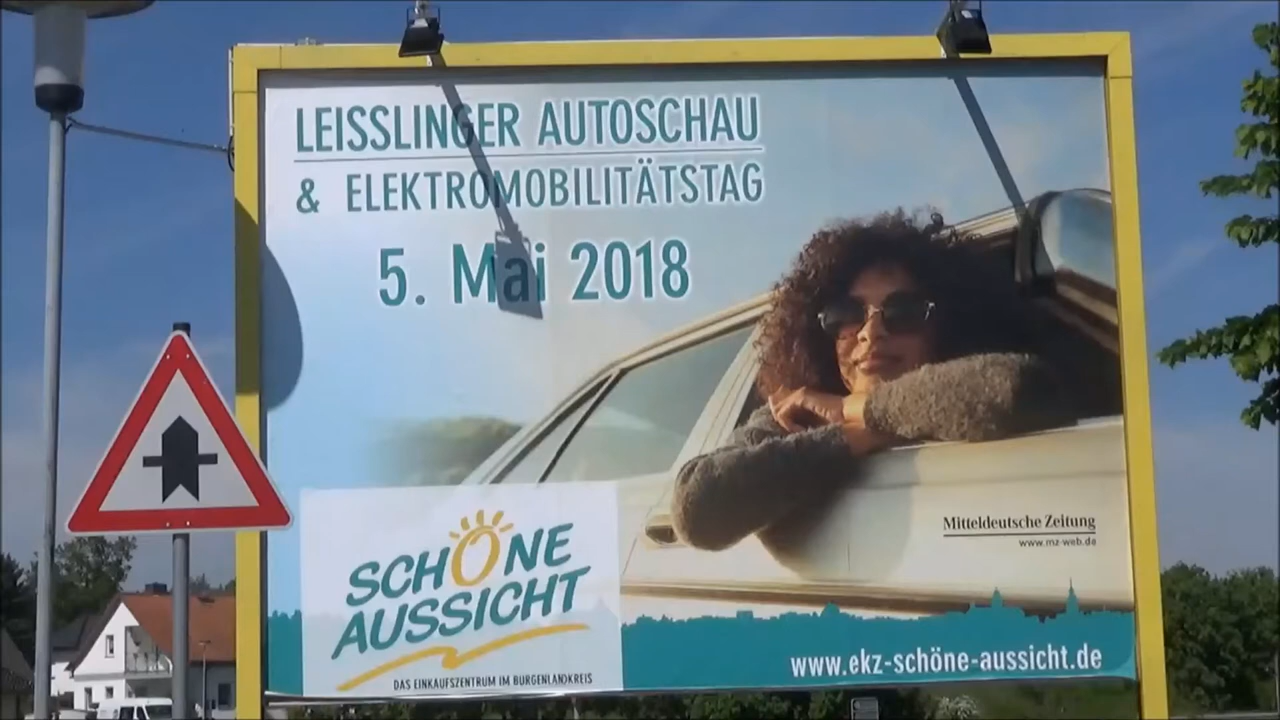 LEISSLINGER AUTOSCHAU
& ELEKTROMOBILITÄTSTAG
5. Mai 2018
SCHÖNE
AUSSICHT
DAS EINKAUFSZENTRUM IM BURGENLANDKREIS
Mitteldeutsche Zeitung
www.mz-web.de
www.ekz-schöne-aussicht.de